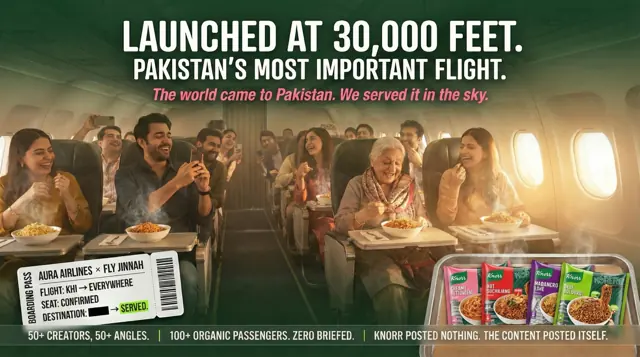 LAUNCHED AT 30,000 FEET.
PAKISTAN'S MOST IMPORTANT FLIGHT.
The world came to Pakistan. We served it in the sky.
BOARDING PASS
AURA AIRLINES × FLY JINNAH
FLIGHT: KHI → EVERYWHERE
SEAT: CONFIRMED
DESTINATION: → SERVED.
Knorr
Knorr
HOT
GUCHUJANG
Knorr
Knorr
50+ CREATORS, 50+ ANGLES. | 100+ ORGANIC PASSENGERS. ZERO BRIEFED. | KNORR POSTED NOTHING. THE CONTENT POSTED ITSELF.